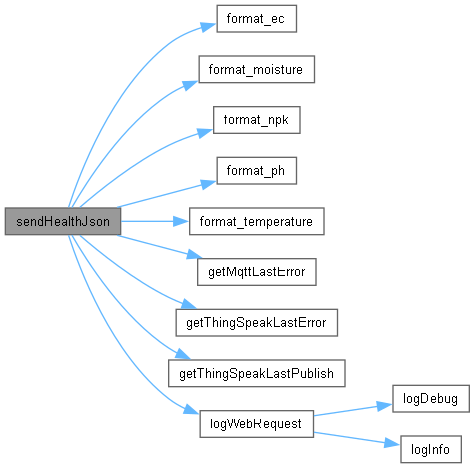 format_ec
format_moisture
format_npk
format_ph
sendHealthJson
format_temperature
getMqttLastError
getThingSpeakLastError
getThingSpeakLastPublish
logWebRequest
logDebug
logInfo